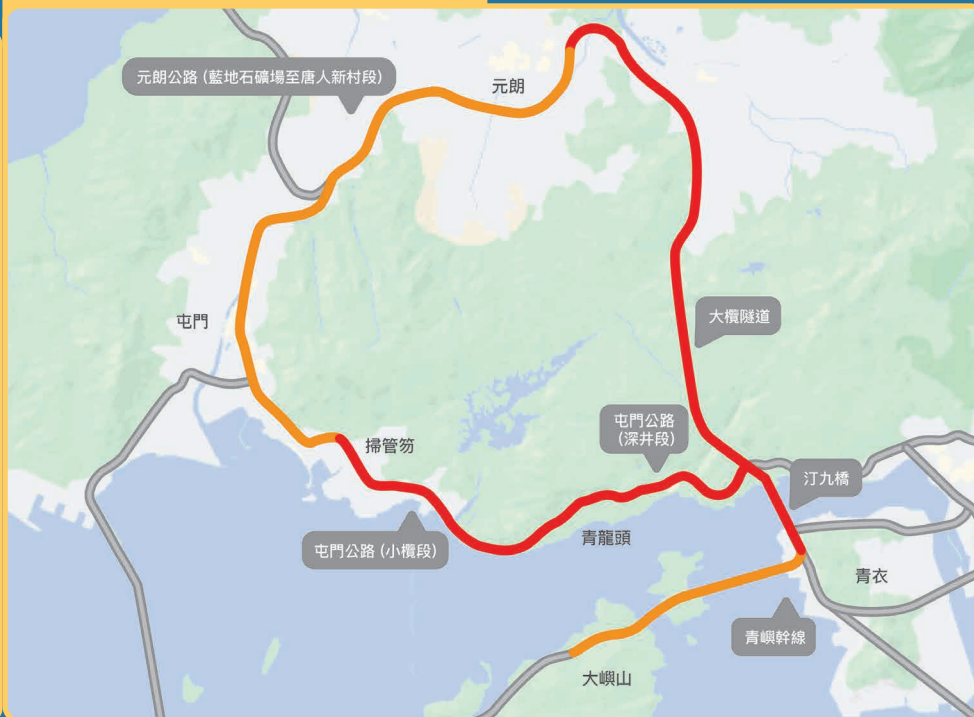 元朗公路 (藍地石礦場至唐人新村段)
元朗
屯門
大欖隧道
屯門公路
(深井段)
掃管笏
汀九橋
青龍頭
屯門公路 (小欖段)
青衣
青嶼幹線
大嶼山